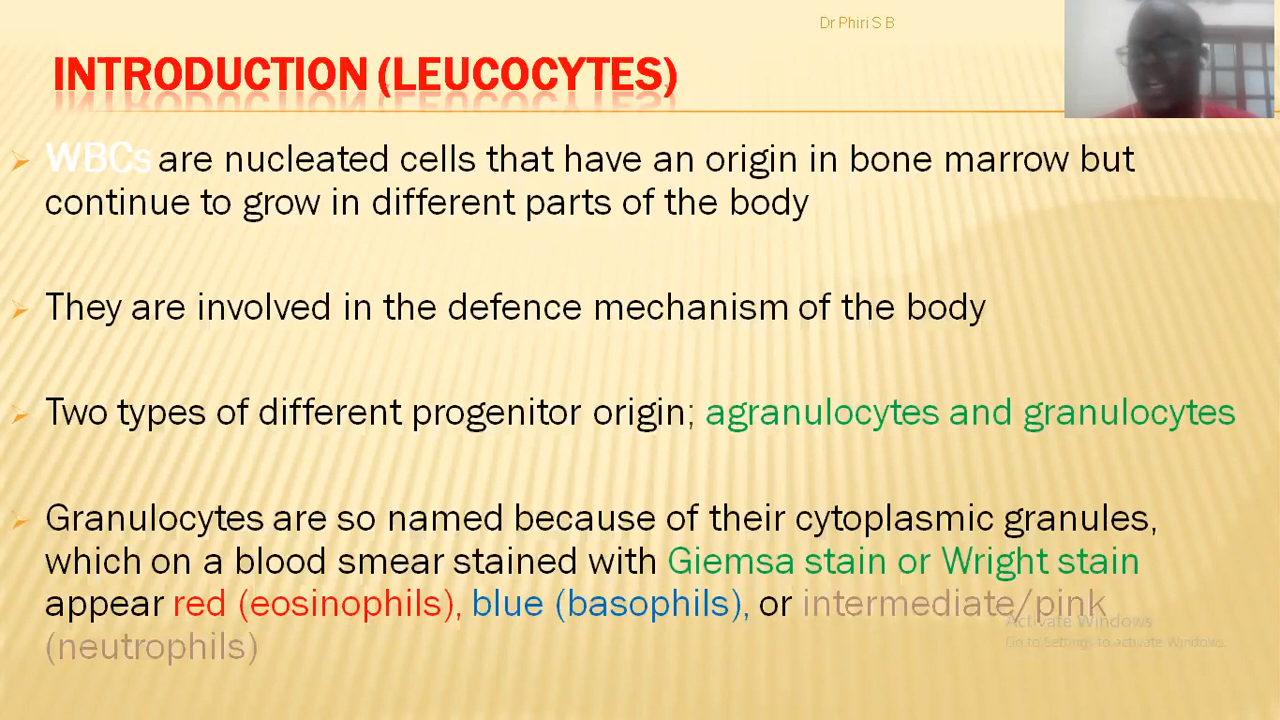 Dr Phiri S B
INTRODUCTION (LEUCOCYTES)
WBCs are nucleated cells that have an origin in bone marrow but
continue to grow in different parts of the body
They are involved in the defence mechanism of the body
Two types of different progenitor origin; agranulocytes and granulocytes
Granulocytes are so named because of their cytoplasmic granules,
which on a blood smear stained with Giemsa stain or Wright stain
appear red (eosinophils), blue (basophils), or intermediate/pink
(neutrophils)
Activate Windows
Go to Settings to activate Windows.